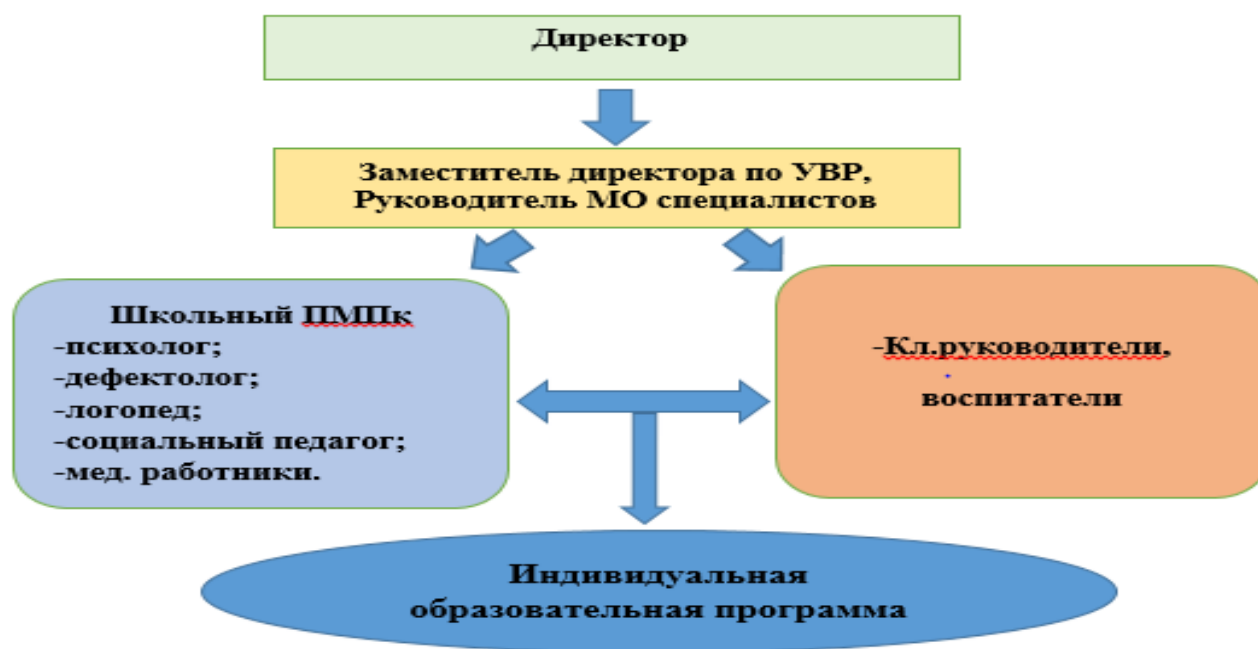 Директор
Заместитель директора по УВР,
Руководитель МО специалистов
Школьный ПМПк
-психолог;
-дефектолог;
-логопед;
-социальный педагог;
-мед. работники.
-Кл.руководители,
воспитатели
Индивидуальная
образовательная программа